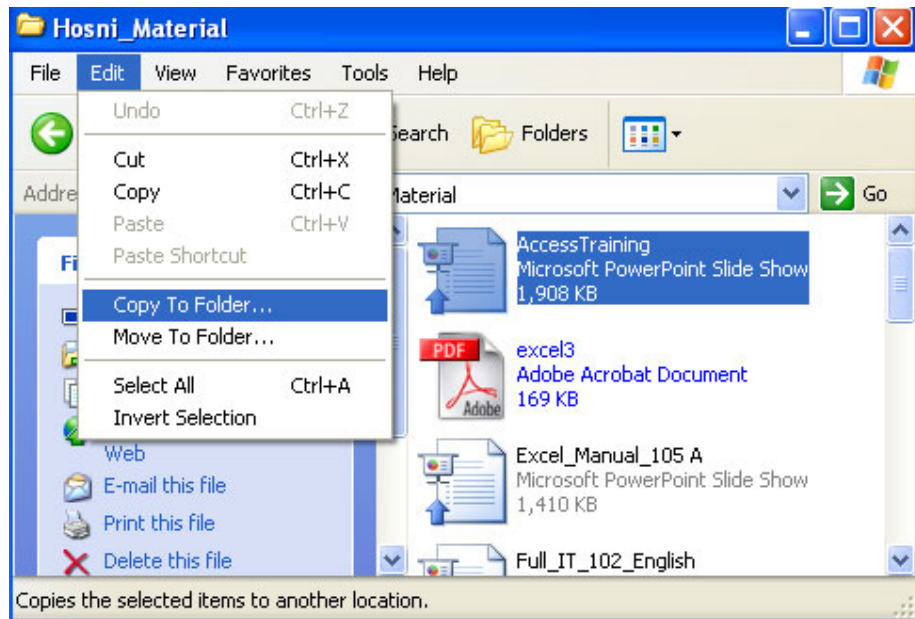 Hosni_Material
File Edit View Favorites Tools Help
Undo Ctrl+Z
Cut Ctrl+X
Copy Ctrl+C
Paste Ctrl+V
Paste Shortcut
Copy To Folder...
Move To Folder...
Select All Ctrl+A
Invert Selection
Search Folders
Addre Material Go
Fi
Web
E-mail this file
Print this file
Delete this file
AccessTraining
Microsoft PowerPoint Slide Show
1,908 KB
PDF
Adobe
excel3
Adobe Acrobat Document
169 KB
Excel_Manual_105 A
Microsoft PowerPoint Slide Show
1,410 KB
Full_IT_102_English
Copies the selected items to another location.